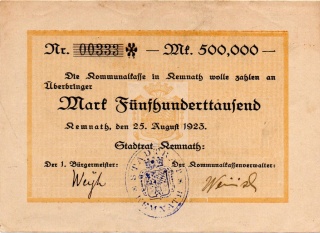 Nr. 00333 ✱ — Mk. 500,000 —
Die Kommunalkasse in Kemnath wolle zahlen an
Überbringer
Mark Fünfhunderttausend
Kemnath, den 25. August 1923.
Stadtrat Kemnath:
Der 1. Bürgermeister: Der Kommunalkassenverwalter:
KEMNATH